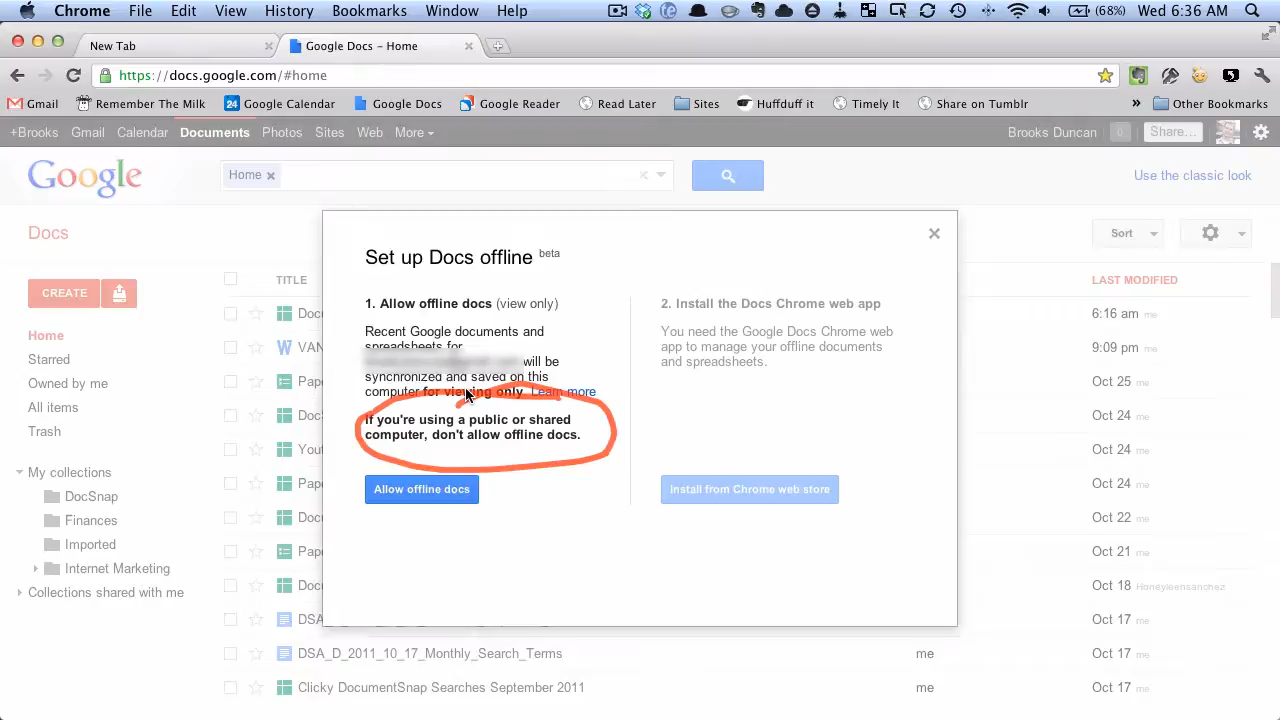 Chrome File Edit View History Bookmarks Window Help (68%) Wed 6:36 AM
New Tab Google Docs – Home
https://docs.google.com/#home
Gmail Remember The Milk 24 Google Calendar Google Docs Google Reader Read Later Sites Huffduff it Timely It Share on Tumblr » Other Bookmarks
+Brooks Gmail Calendar Documents Photos Sites Web More Brooks Duncan 0 Share…
Google Home Use the classic look
Docs Sort
CREATE
Home
Starred
Owned by me
All items
Trash
My collections
DocSnap
Finances
Imported
Internet Marketing
Collections shared with me
Set up Docs offline beta
1. Allow offline docs (view only)
Recent Google documents and
spreadsheets for
will be
synchronized and saved on this
computer for viewing only. Learn more
If you're using a public or shared
computer, don't allow offline docs.
Allow offline docs
2. Install the Docs Chrome web app
You need the Google Docs Chrome web
app to manage your offline documents
and spreadsheets.
Install from Chrome web store
TITLE LAST MODIFIED
6:16 am me
VAN 9:09 pm me
Oct 25 me
Oct 24 me
Oct 24 me
Oct 24 me
Oct 22 me
Oct 21 me
Oct 18 Honeyleensanchez
Oct 17 me
DSA_D_2011_10_17_Monthly_Search_Terms me Oct 17 me
Clicky DocumentSnap Searches September 2011 me Oct 17 me